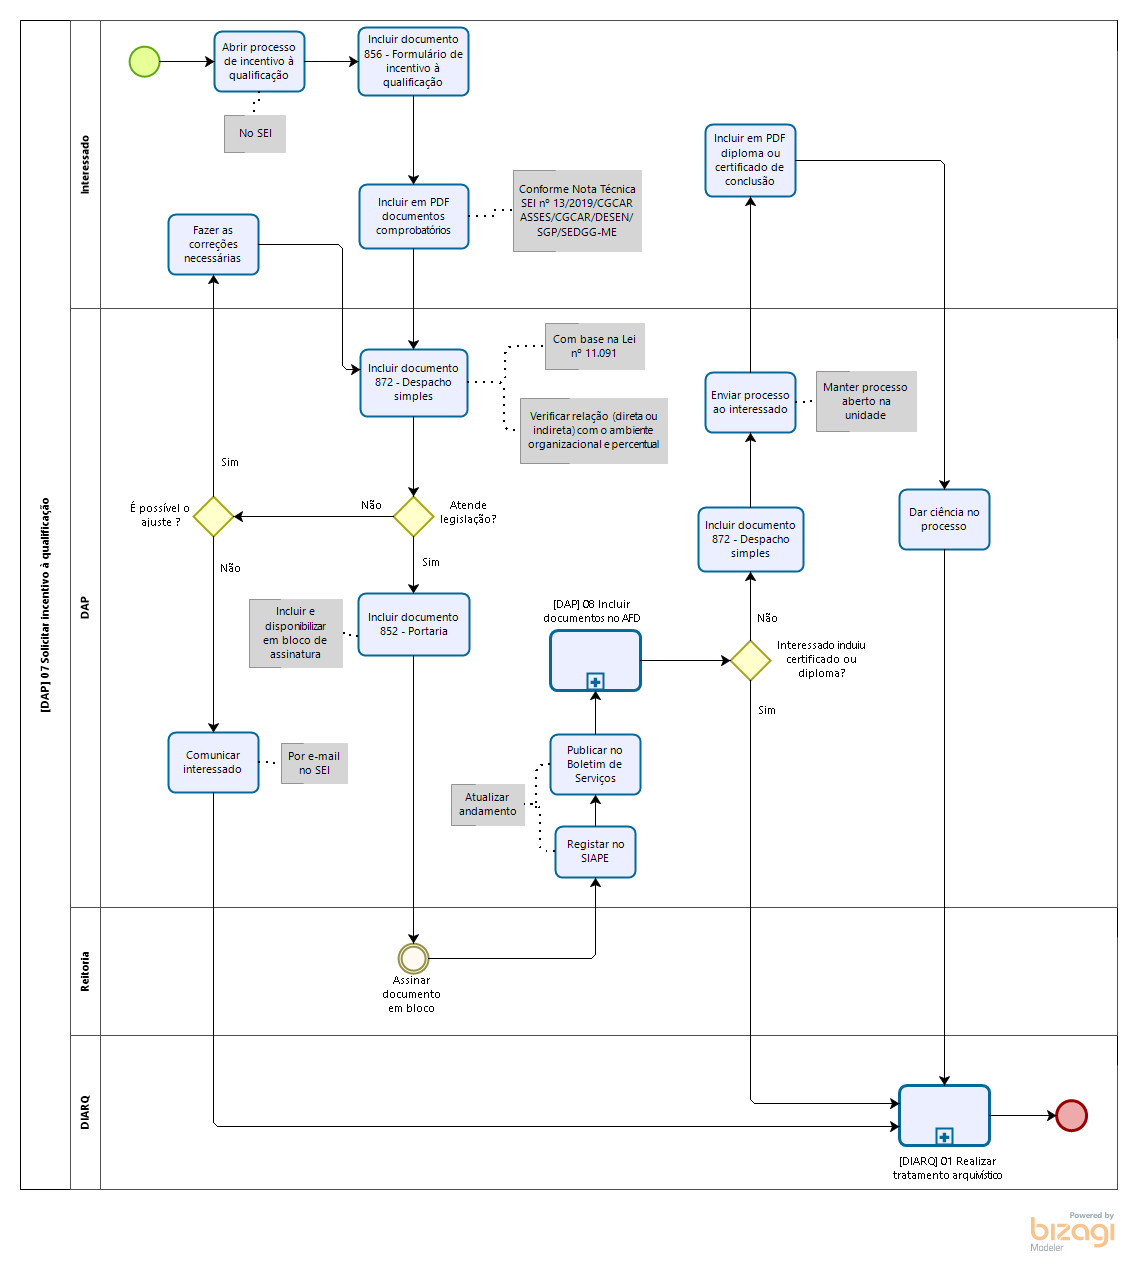 [DAP] 07 Solicitar incentivo à qualificação
Interessado
Abrir processo
de incentivo à
qualificação
No SEI
Incluir documento
856 - Formulário de
incentivo à
qualificação
Incluir em PDF
documentos
comprobatórios
Conforme Nota Técnica
SEI nº 13/2019/CGCAR
ASSES/CGCAR/DESEN/
SGP/SEDGG-ME
Fazer as
correções
necessárias
Incluir em PDF
diploma ou
certificado de
conclusão
DAP
Incluir documento
872 - Despacho
simples
Com base na Lei
nº 11.091
Verificar relação (direta ou
indireta) com o ambiente
organizacional e percentual
Enviar processo
ao interessado
Manter processo
aberto na
unidade
Sim
É possível o
ajuste ?
Não
Atende
legislação?
Não
Sim
Incluir documento
872 - Despacho
simples
Dar ciência no
processo
Incluir e
disponibilizar
em bloco de
assinatura
Incluir documento
852 - Portaria
[DAP] 08 Incluir
documentos no AFD
Não
Interessado incluiu
certificado ou
diploma?
Sim
Comunicar
interessado
Por e-mail
no SEI
Publicar no
Boletim de
Serviços
Atualizar
andamento
Registar no
SIAPE
Reitoria
Assinar
documento
em bloco
DIARQ
[DIARQ] 01 Realizar
tratamento arquivístico
Powered by
bizagi
Modeler